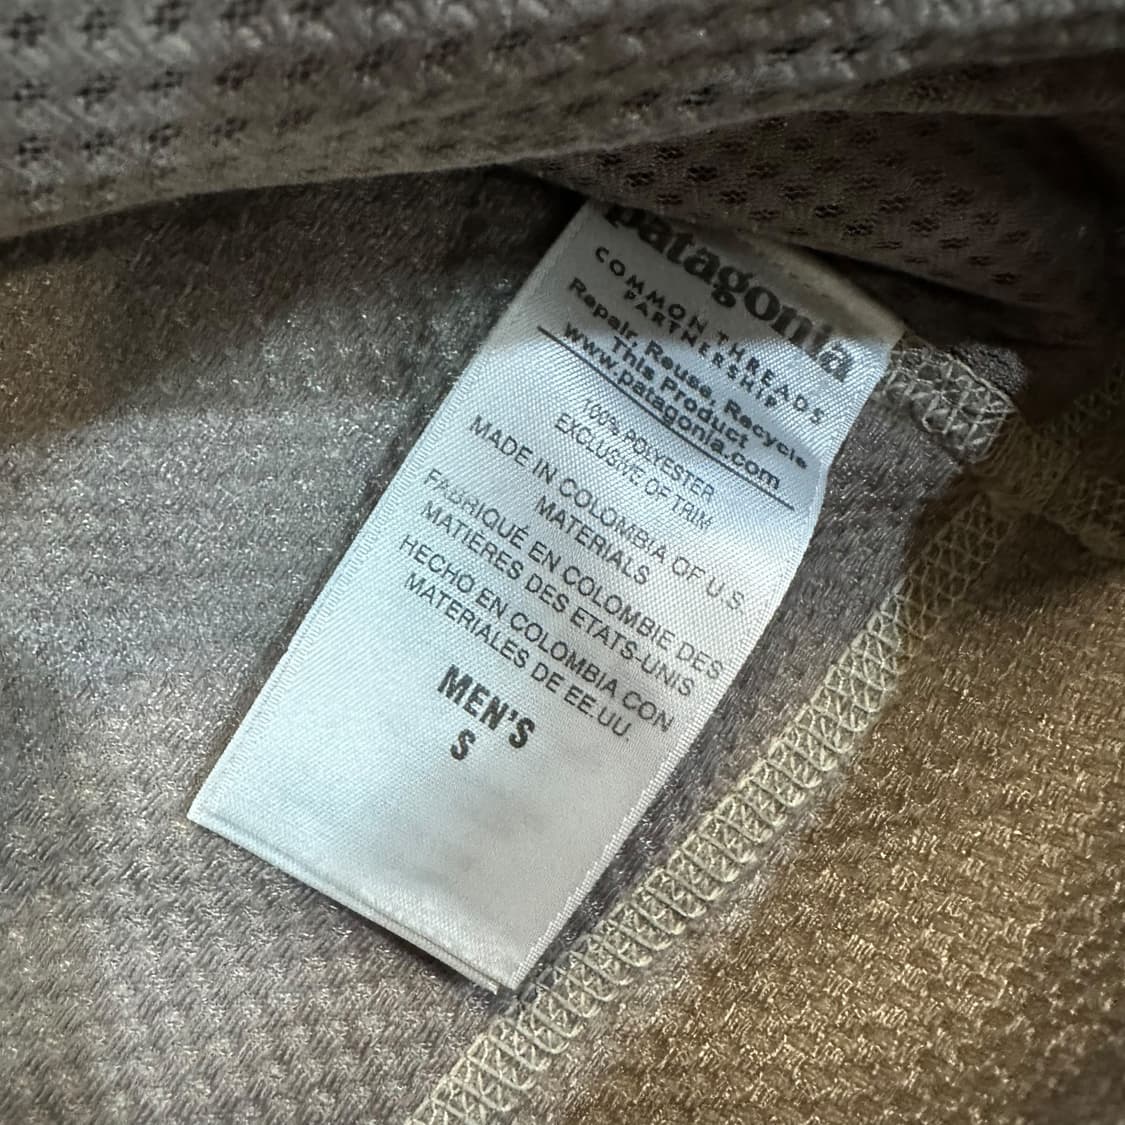 patagonia
COMMON THREADS
PARTNERSHIP
Repair, Reuse, Recycle
This Product
www.patagonia.com
100% POLYESTER
EXCLUSIVE OF TRIM
MADE IN COLOMBIA OF U.S.
MATERIALS
FABRIQUÉ EN COLOMBIE DES
MATIERES DES ETATS-UNIS
HECHO EN COLOMBIA CON
MATERIALES DE EE.UU.
MEN'S
S